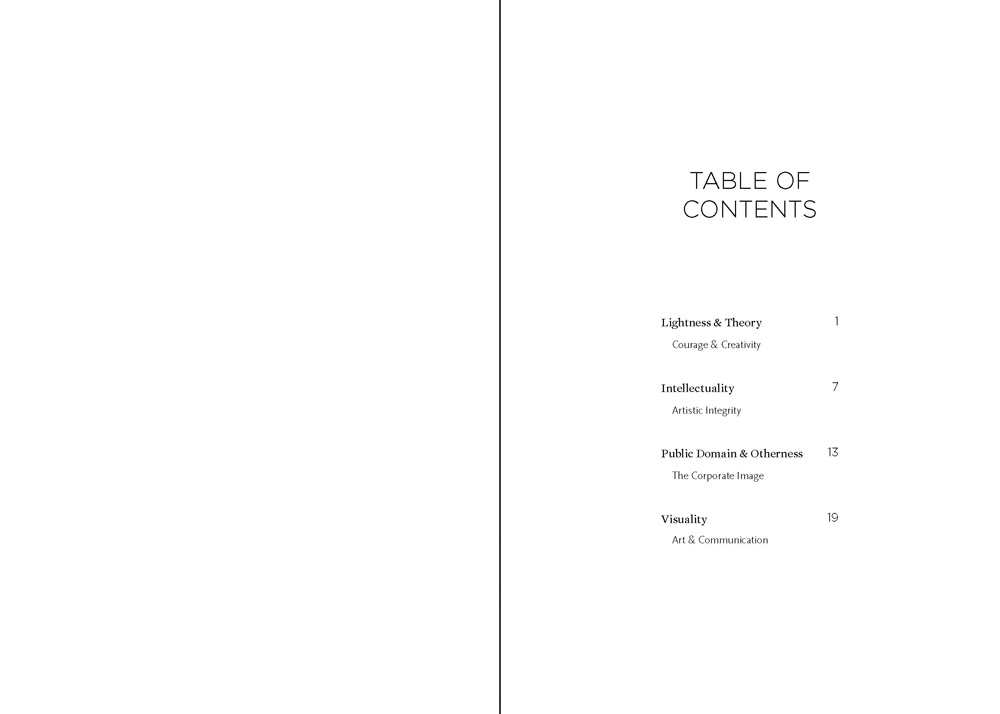 TABLE OF
CONTENTS
Lightness & Theory 1
Courage & Creativity
Intellectuality 7
Artistic Integrity
Public Domain & Otherness 13
The Corporate Image
Visuality 19
Art & Communication